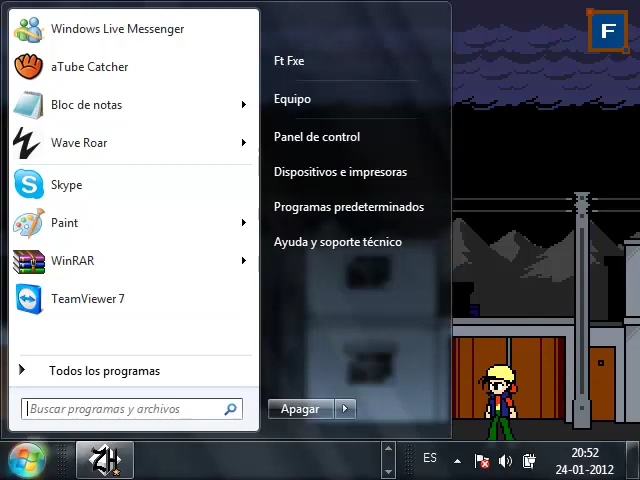 Windows Live Messenger
aTube Catcher
Bloc de notas
Wave Roar
Skype
Paint
WinRAR
TeamViewer 7
Todos los programas
Buscar programas y archivos
Ft Fxe
Equipo
Panel de control
Dispositivos e impresoras
Programas predeterminados
Ayuda y soporte técnico
Apagar
F
ES
20:52
24-01-2012